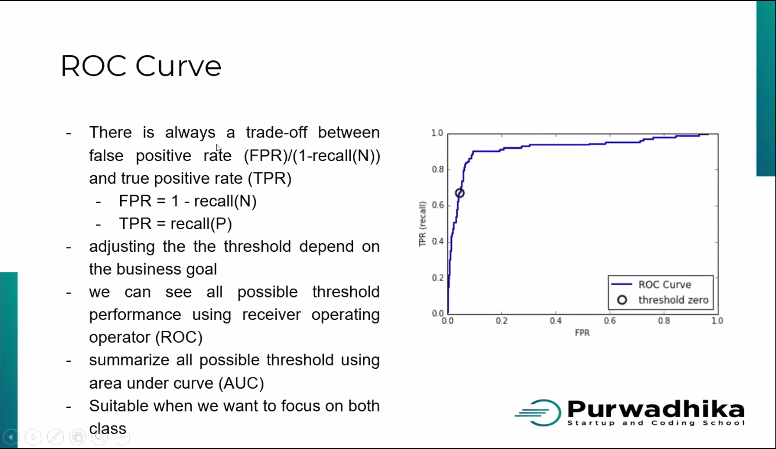 ROC Curve
- There is always a trade-off between
false positive rate (FPR)/(1-recall(N))
and true positive rate (TPR)
- FPR = 1 - recall(N)
- TPR = recall(P)
- adjusting the the threshold depend on
the business goal
- we can see all possible threshold
performance using receiver operating
operator (ROC)
- summarize all possible threshold using
area under curve (AUC)
- Suitable when we want to focus on both
class
1.0
0.8
0.6
0.4
0.2
0.0
TPR (recall)
0.0 0.2 0.4 0.6 0.8 1.0
FPR
ROC Curve
threshold zero
Purwadhika
Startup and Coding School